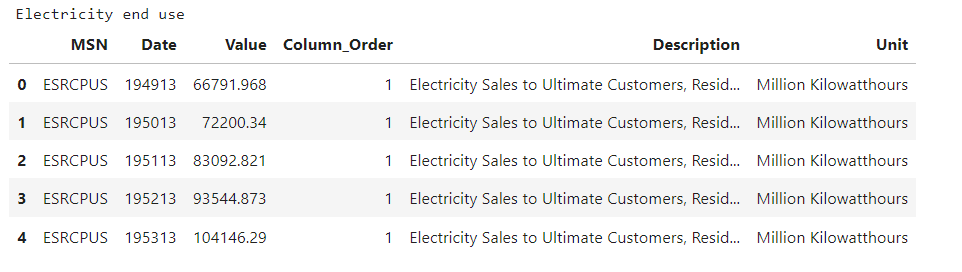 Electricity end use
MSN Date Value Column_Order Description Unit
0 ESRCPUS 194913 66791.968 1 Electricity Sales to Ultimate Customers, Resid... Million Kilowatthours
1 ESRCPUS 195013 72200.34 1 Electricity Sales to Ultimate Customers, Resid... Million Kilowatthours
2 ESRCPUS 195113 83092.821 1 Electricity Sales to Ultimate Customers, Resid... Million Kilowatthours
3 ESRCPUS 195213 93544.873 1 Electricity Sales to Ultimate Customers, Resid... Million Kilowatthours
4 ESRCPUS 195313 104146.29 1 Electricity Sales to Ultimate Customers, Resid... Million Kilowatthours